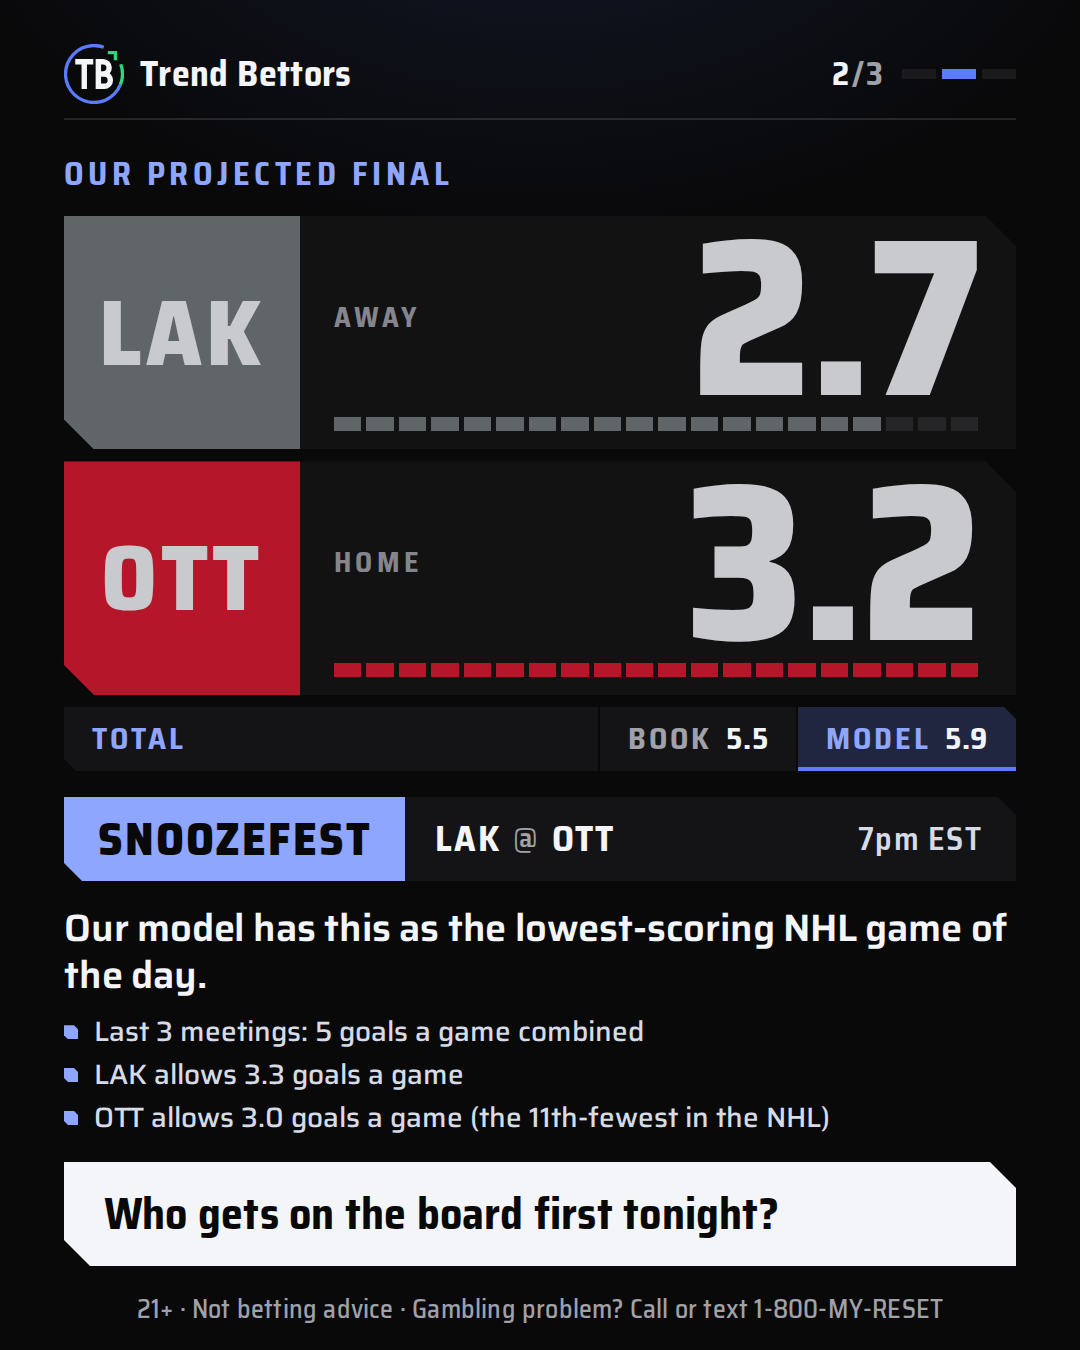 TB Trend Bettors 2/3
OUR PROJECTED FINAL
LAK AWAY 2.7
OTT HOME 3.2
TOTAL BOOK 5.5 MODEL 5.9
SNOOZEFEST LAK @ OTT 7pm EST
Our model has this as the lowest-scoring NHL game of
the day.
Last 3 meetings: 5 goals a game combined
LAK allows 3.3 goals a game
OTT allows 3.0 goals a game (the 11th-fewest in the NHL)
Who gets on the board first tonight?
21+ · Not betting advice · Gambling problem? Call or text 1-800-MY-RESET